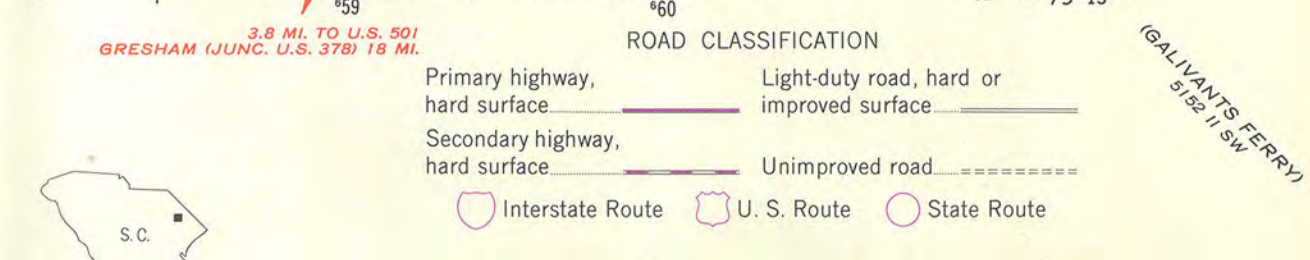 ⁶59
⁶60
3.8 MI. TO U.S. 501
GRESHAM (JUNC. U.S. 378) 18 MI.
ROAD CLASSIFICATION
Primary highway,
hard surface
Light-duty road, hard or
improved surface
Secondary highway,
hard surface
Unimproved road
Interstate Route
U. S. Route
State Route
S. C.
(GALIVANTS FERRY)
5152 II SW